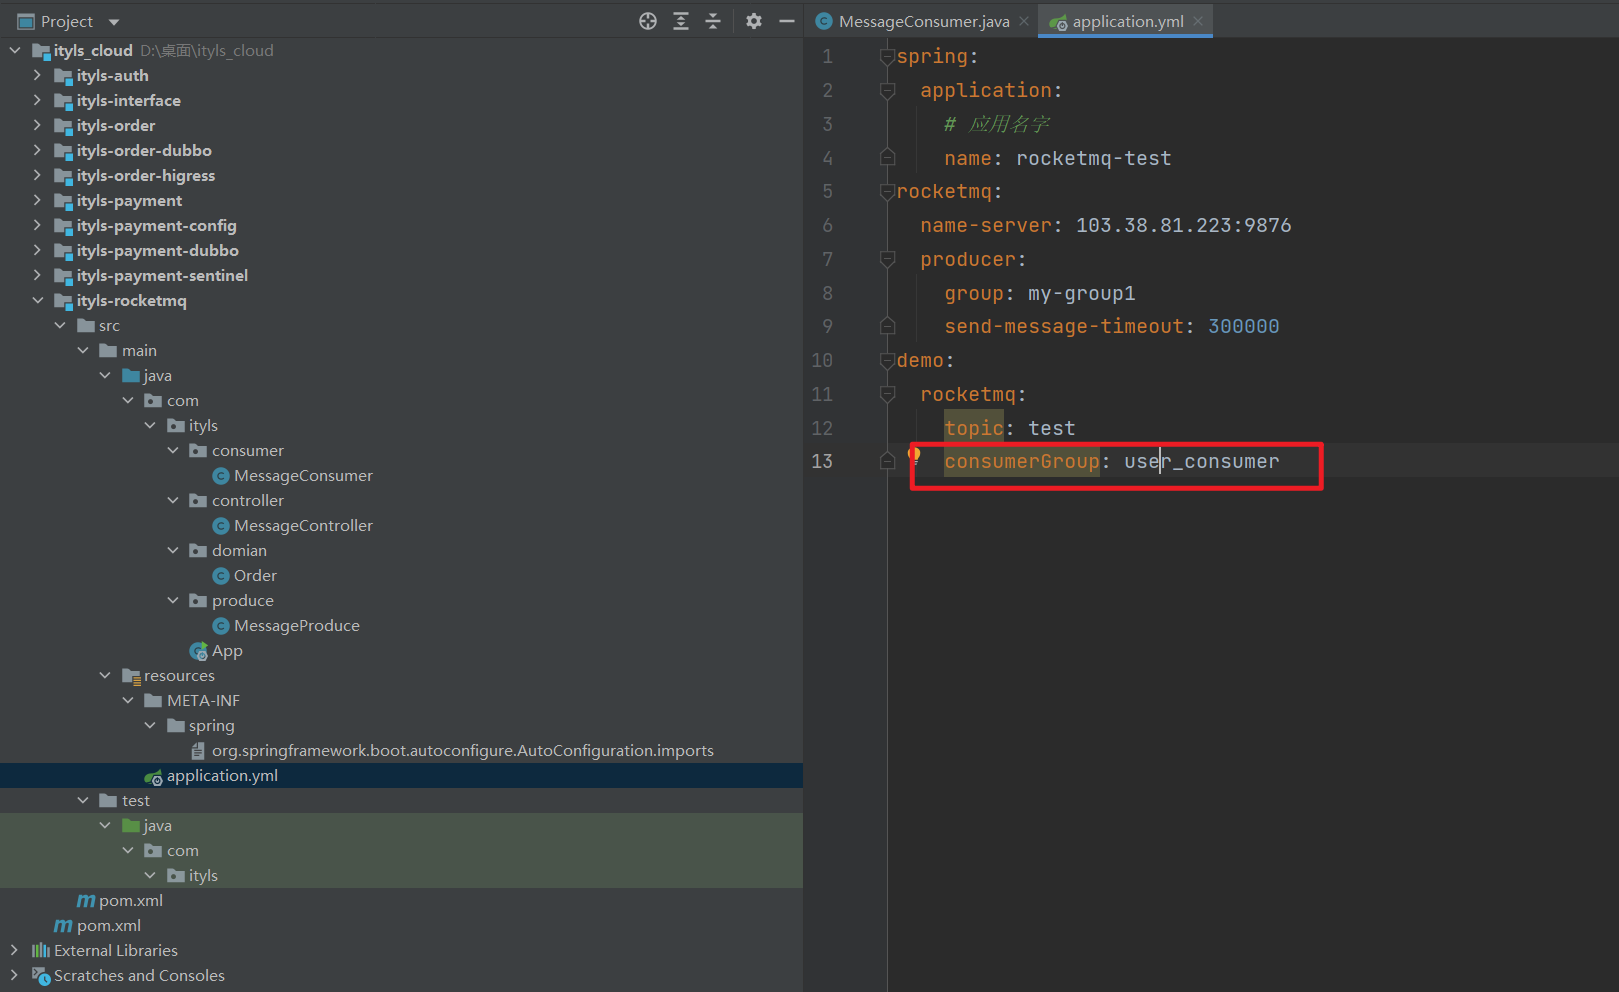 Project
ityls_cloud D:\桌面\ityls_cloud
ityls-auth
ityls-interface
ityls-order
ityls-order-dubbo
ityls-order-higress
ityls-payment
ityls-payment-config
ityls-payment-dubbo
ityls-payment-sentinel
ityls-rocketmq
src
main
java
com
ityls
consumer
MessageConsumer
controller
MessageController
domian
Order
produce
MessageProduce
App
resources
META-INF
spring
org.springframework.boot.autoconfigure.AutoConfiguration.imports
application.yml
test
java
com
ityls
pom.xml
pom.xml
External Libraries
Scratches and Consoles
MessageConsumer.java
application.yml
1 spring:
2 application:
3 # 应用名字
4 name: rocketmq-test
5 rocketmq:
6 name-server: 103.38.81.223:9876
7 producer:
8 group: my-group1
9 send-message-timeout: 300000
10 demo:
11 rocketmq:
12 topic: test
13 consumerGroup: user_consumer